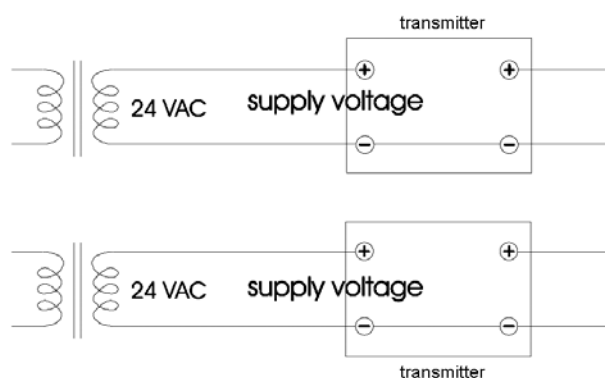 transmitter
+ +
24 VAC supply voltage
− −
+ +
24 VAC supply voltage
− −
transmitter